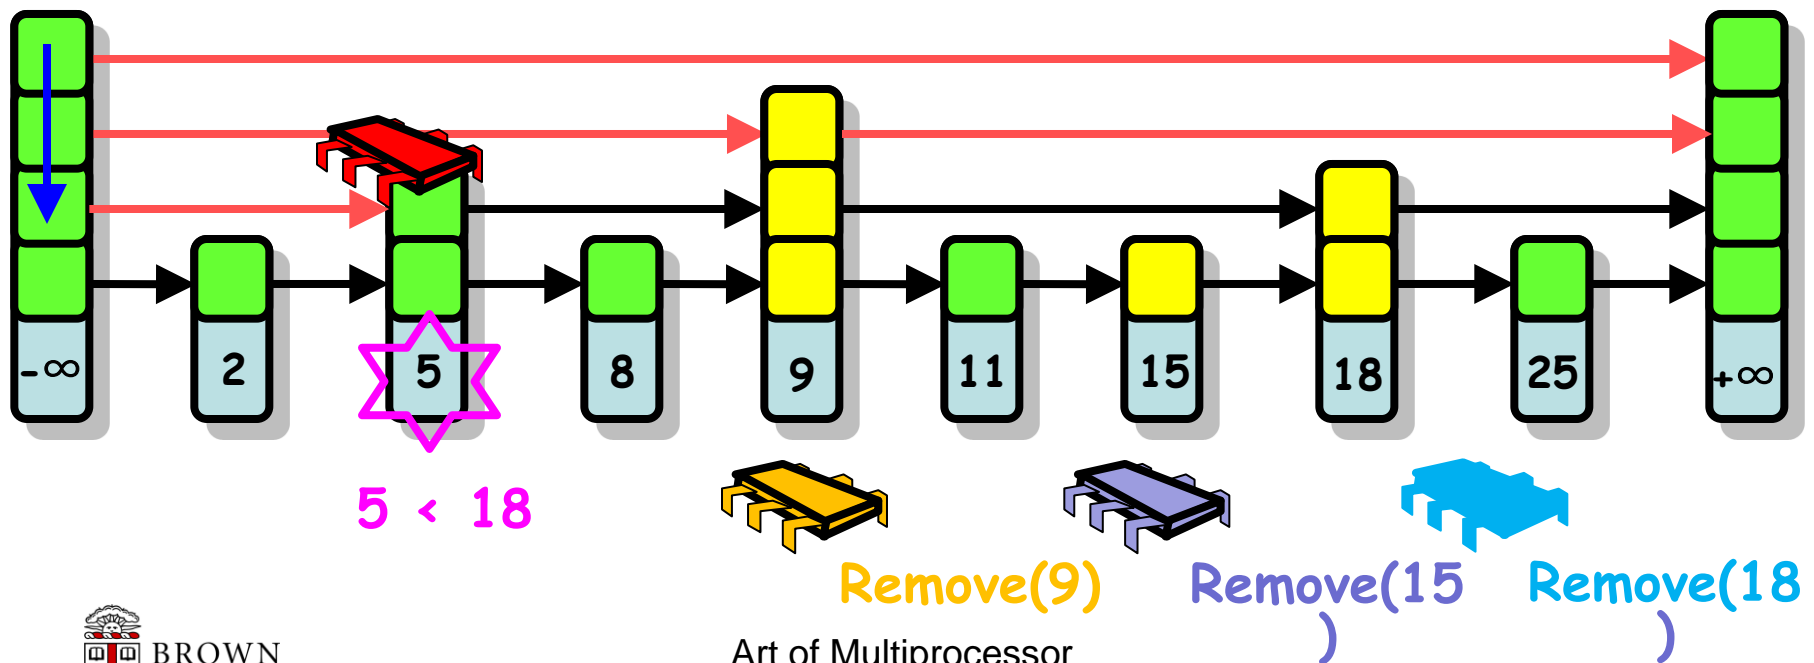 -∞ 2 5 8 9 11 15 18 25 +∞
5 < 18
Remove(9) Remove(15 Remove(18
) )
BROWN Art of Multiprocessor